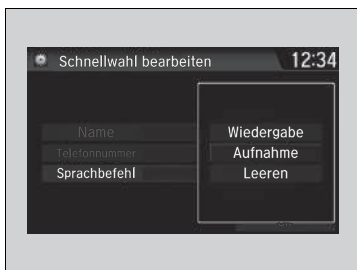 Schnellwahl bearbeiten 12:34
Name
Telefonnummer
Sprachbefehl
Wiedergabe
Aufnahme
Leeren